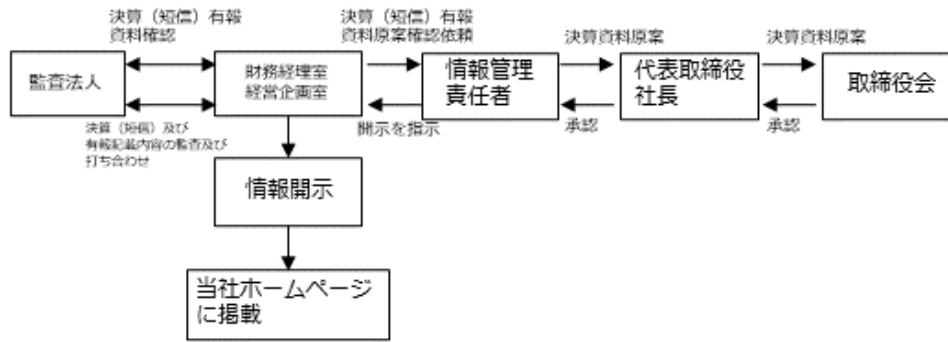 決算（短信）有報
資料確認
決算（短信）有報
資料原案確認依頼
決算資料原案
決算資料原案
監査法人
財務経理室
経営企画室
情報管理
責任者
代表取締役
社長
取締役会
決算（短信）及び
有報記載内容の監査及び
打ち合わせ
開示を指示
承認
承認
情報開示
当社ホームページ
に掲載